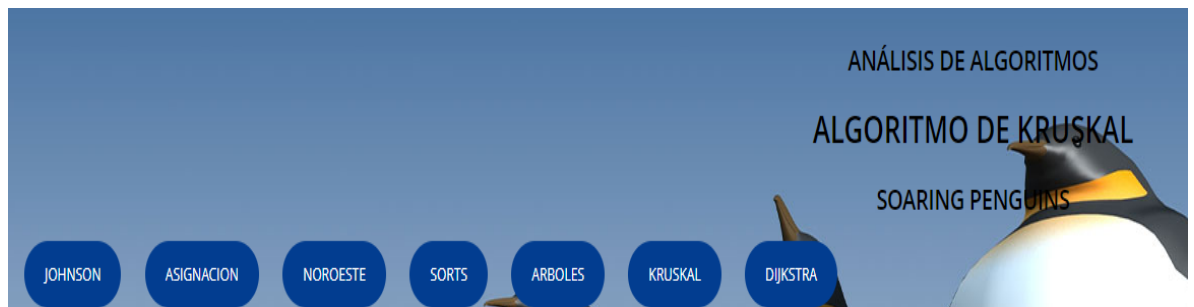 ANÁLISIS DE ALGORITMOS
ALGORITMO DE KRUSKAL
SOARING PENGUINS
JOHNSON ASIGNACION NOROESTE SORTS ARBOLES KRUSKAL DIJKSTRA